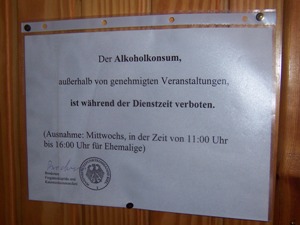 Der Alkoholkonsum,
außerhalb von genehmigten Veranstaltungen,
ist während der Dienstzeit verboten.
(Ausnahme: Mittwochs, in der Zeit von 11:00 Uhr
bis 16:00 Uhr für Ehemalige)